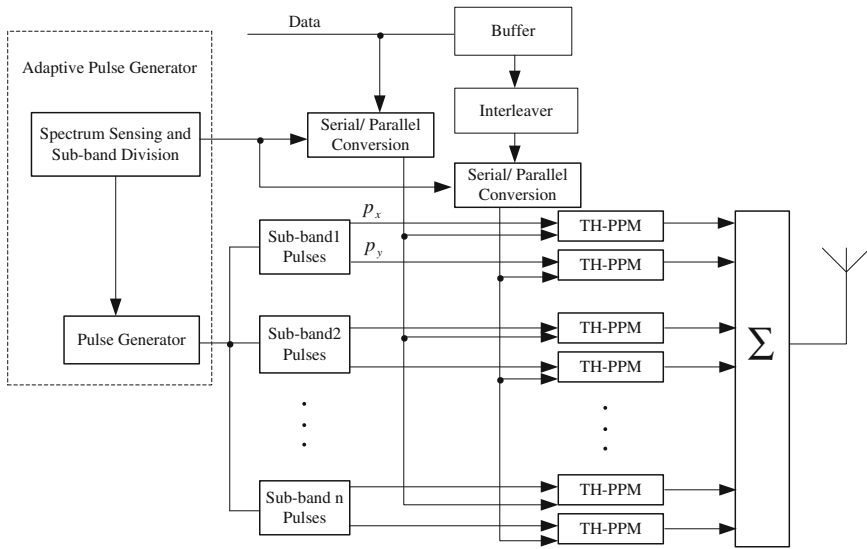 Data
Buffer
Adaptive Pulse Generator
Interleaver
Spectrum Sensing and
Sub-band Division
Serial/ Parallel
Conversion
Serial/ Parallel
Conversion
p_x
Sub-band1
Pulses
p_y
TH-PPM
TH-PPM
Pulse Generator
Sub-band2
Pulses
TH-PPM
TH-PPM
Σ
Sub-band n
Pulses
TH-PPM
TH-PPM